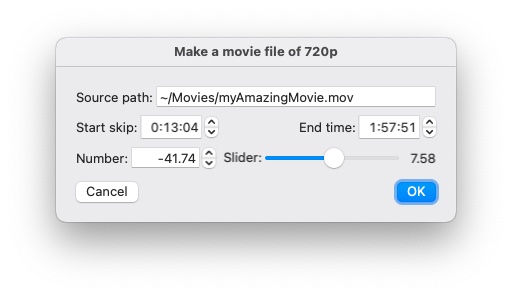 Make a movie file of 720p
Source path: ~/Movies/myAmazingMovie.mov
Start skip: 0:13:04 End time: 1:57:51
Number: -41.74 Slider: 7.58
Cancel OK